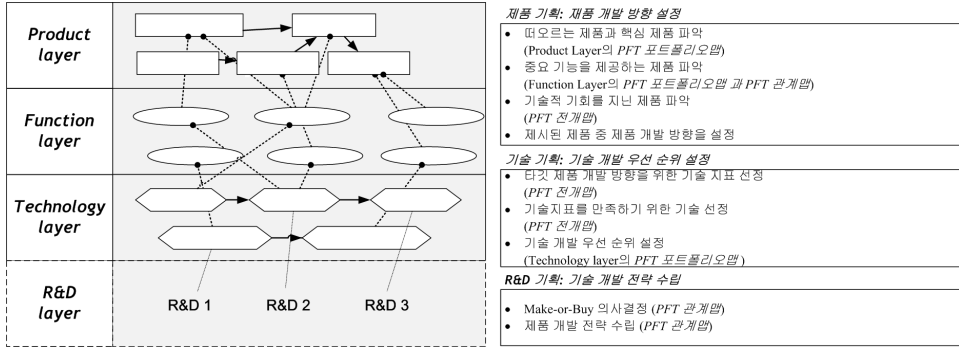 Product
layer
Function
layer
Technology
layer
R&D
layer
R&D 1
R&D 2
R&D 3
제품 기획: 제품 개발 방향 설정
• 떠오르는 제품과 핵심 제품 파악
(Product Layer의 PFT 포트폴리오맵)
• 중요 기능을 제공하는 제품 파악
(Function Layer의 PFT 포트폴리오맵 과 PFT 관계맵)
• 기술적 기회를 지닌 제품 파악
(PFT 전개맵)
• 제시된 제품 중 제품 개발 방향을 설정
기술 기획: 기술 개발 우선 순위 설정
• 타깃 제품 개발 방향을 위한 기술 지표 선정
(PFT 전개맵)
• 기술지표를 만족하기 위한 기술 선정
(PFT 전개맵)
• 기술 개발 우선 순위 설정
(Technology layer의 PFT 포트폴리오맵 )
R&D 기획: 기술 개발 전략 수립
• Make-or-Buy 의사결정 (PFT 관계맵)
• 제품 개발 전략 수립 (PFT 관계맵)